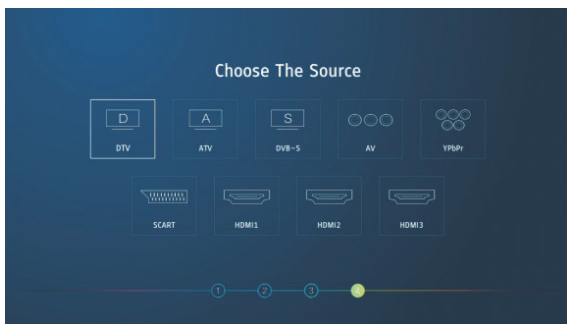 Choose The Source
D A S
DTV ATV DVB-S AV YPbPr
SCART HDMI1 HDMI2 HDMI3
1 2 3 4